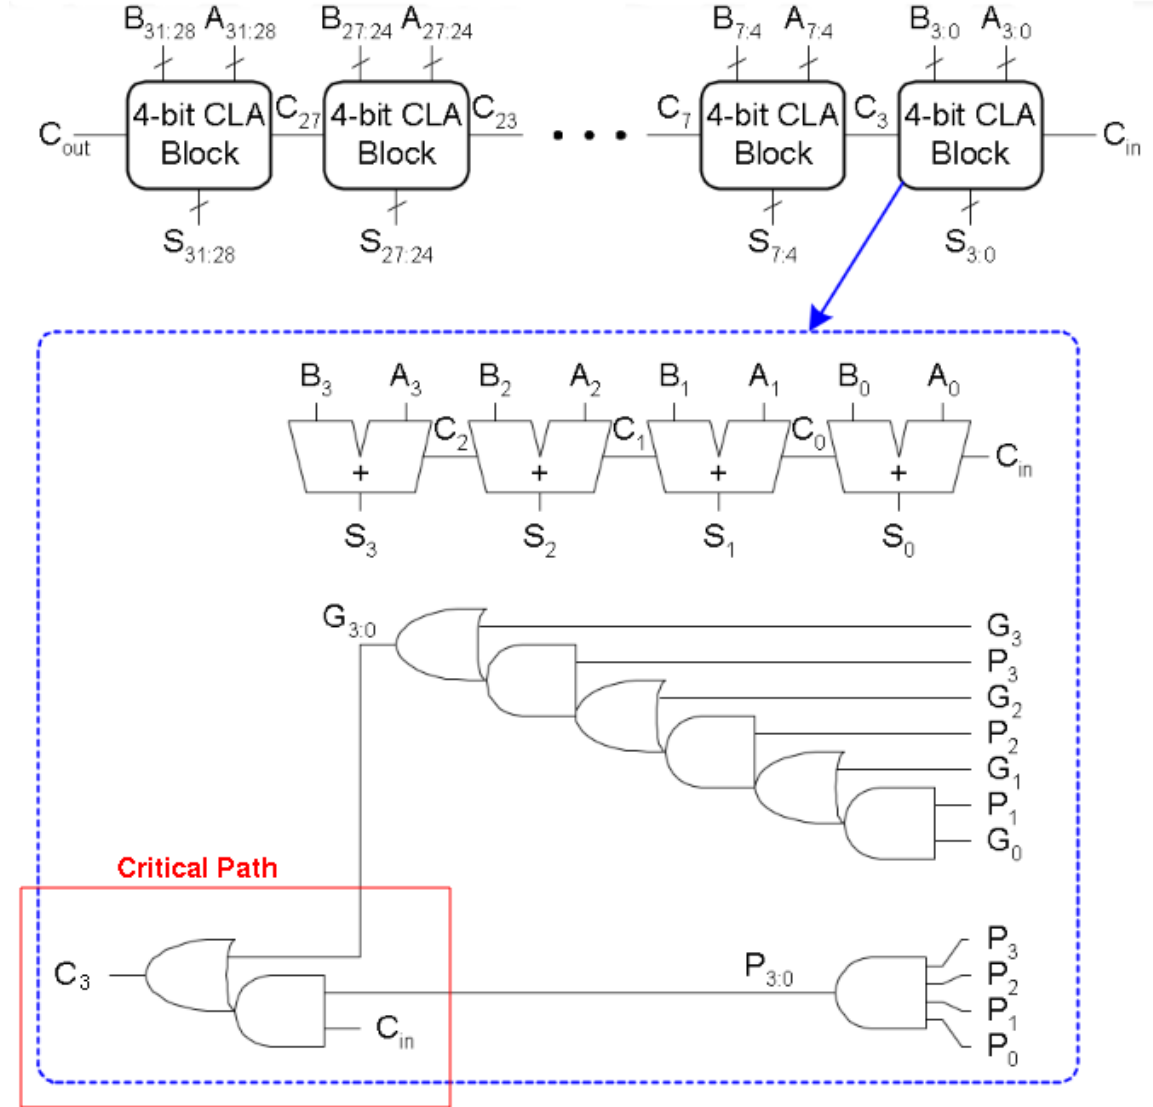 B31:28 A31:28 B27:24 A27:24 B7:4 A7:4 B3:0 A3:0
Cout 4-bit CLA Block C27 4-bit CLA Block C23 • • • C7 4-bit CLA Block C3 4-bit CLA Block Cin
S31:28 S27:24 S7:4 S3:0
B3 A3 B2 A2 B1 A1 B0 A0
C2 C1 C0 Cin
+ + + +
S3 S2 S1 S0
G3:0 G3
P3
G2
P2
G1
P1
G0
Critical Path
C3 Cin
P3:0 P3
P2
P1
P0